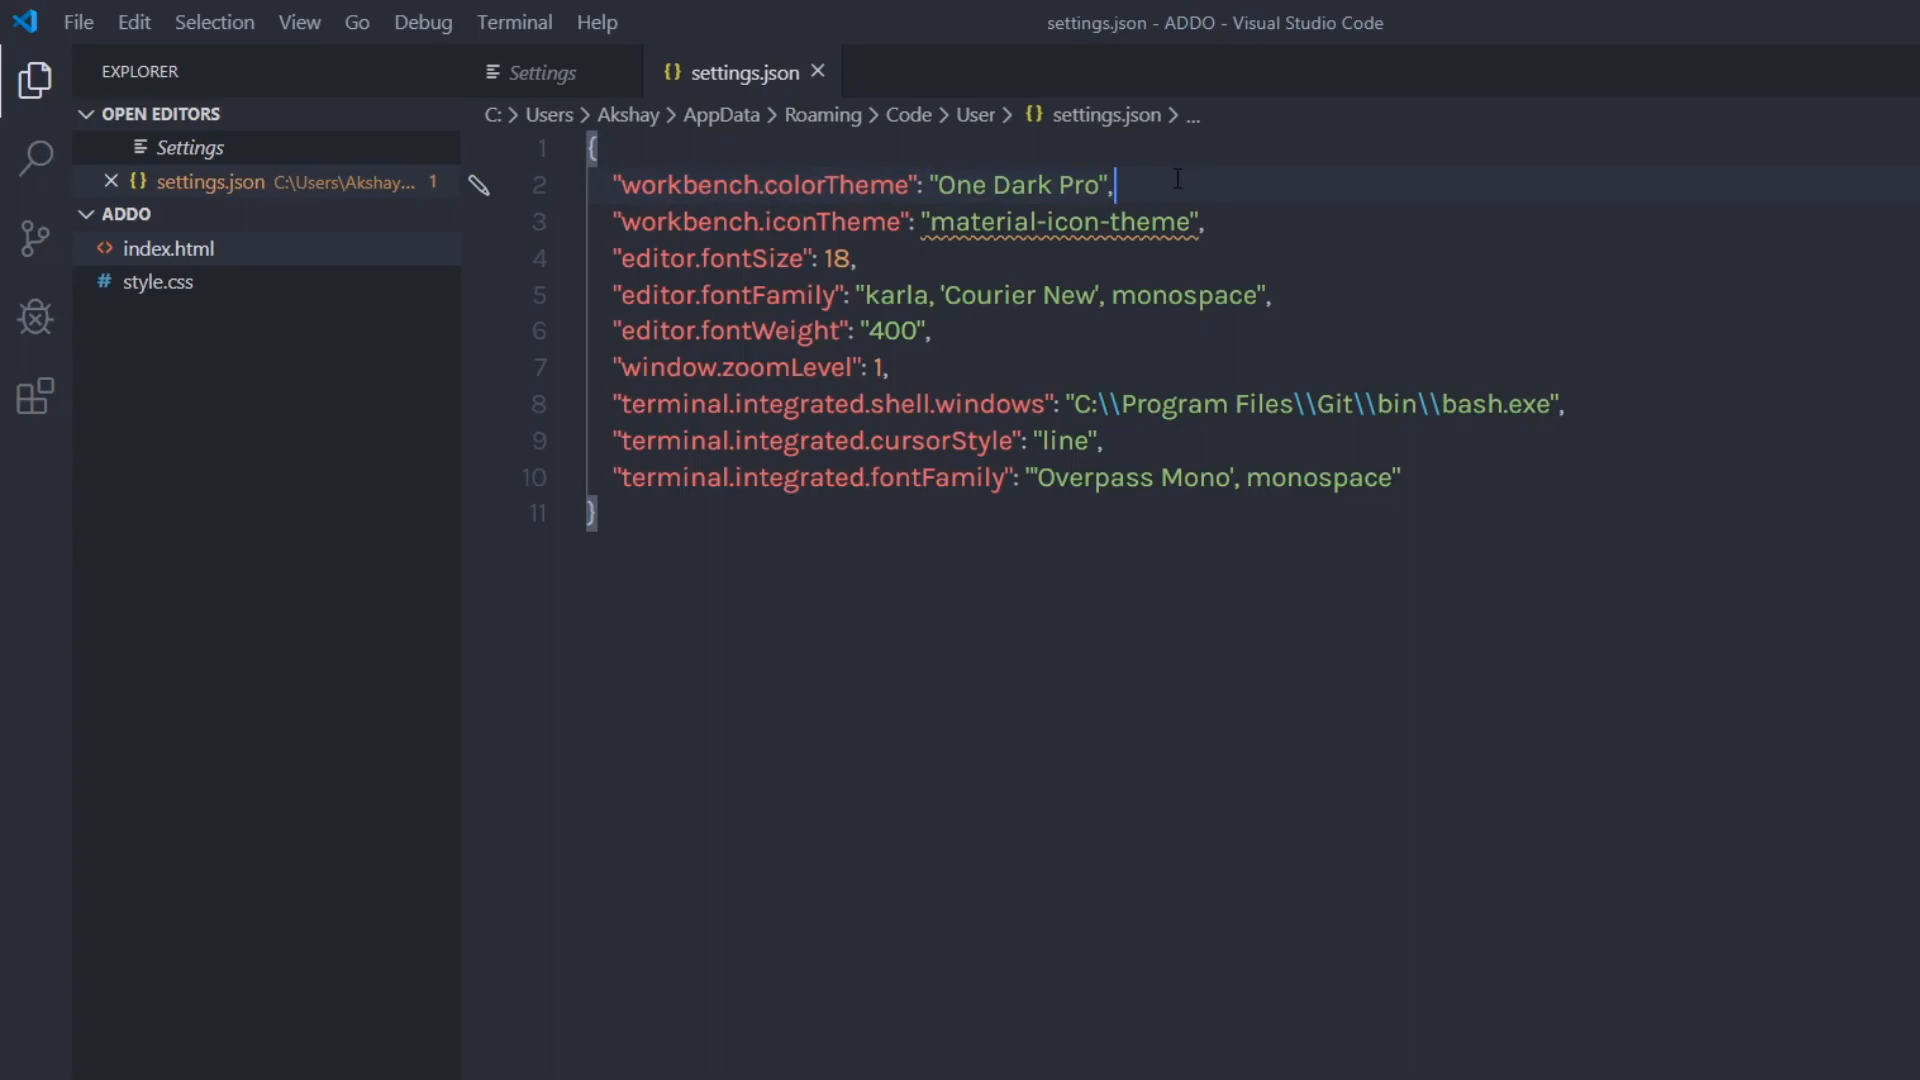 File Edit Selection View Go Debug Terminal Help
settings.json - ADDO - Visual Studio Code
EXPLORER
OPEN EDITORS
Settings
settings.json C:\Users\Akshay... 1
ADDO
index.html
style.css
Settings
settings.json
C: > Users > Akshay > AppData > Roaming > Code > User > {} settings.json > ...
1 {
2 "workbench.colorTheme": "One Dark Pro",
3 "workbench.iconTheme": "material-icon-theme",
4 "editor.fontSize": 18,
5 "editor.fontFamily": "karla, 'Courier New', monospace",
6 "editor.fontWeight": "400",
7 "window.zoomLevel": 1,
8 "terminal.integrated.shell.windows": "C:\\Program Files\\Git\\bin\\bash.exe",
9 "terminal.integrated.cursorStyle": "line",
10 "terminal.integrated.fontFamily": "'Overpass Mono', monospace"
11 }